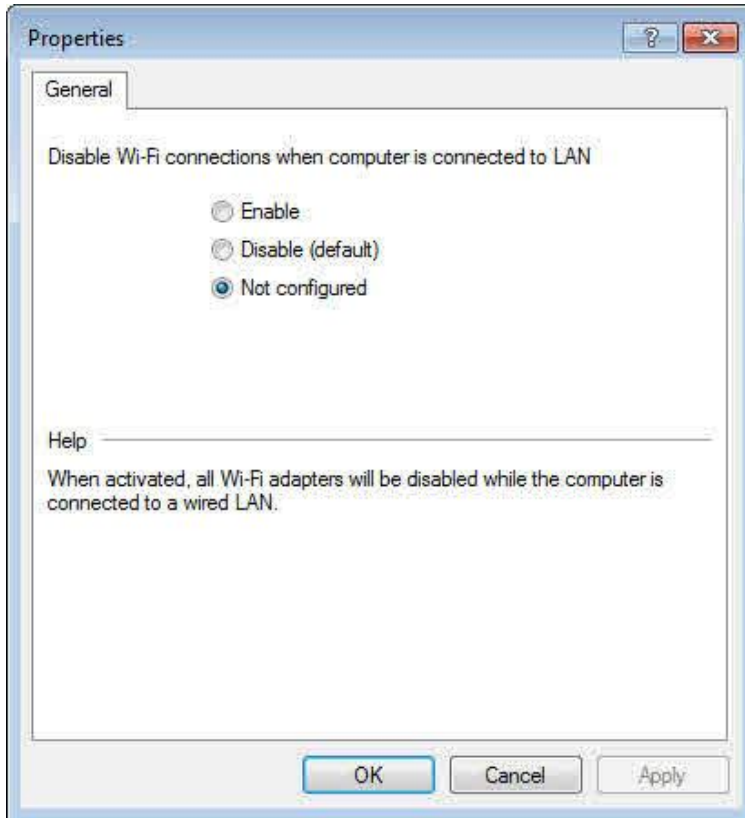 Properties
?
General
Disable Wi-Fi connections when computer is connected to LAN
Enable
Disable (default)
Not configured
Help
When activated, all Wi-Fi adapters will be disabled while the computer is
connected to a wired LAN.
OK Cancel Apply